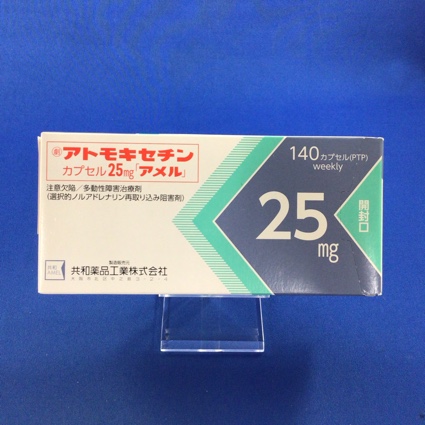 劇 アトモキセチン
カプセル25mg「アメル」
注意欠陥/多動性障害治療剤
(選択的ノルアドレナリン再取り込み阻害剤)
製造販売元
共和薬品工業株式会社
140カプセル(PTP)
weekly
25mg
開封口